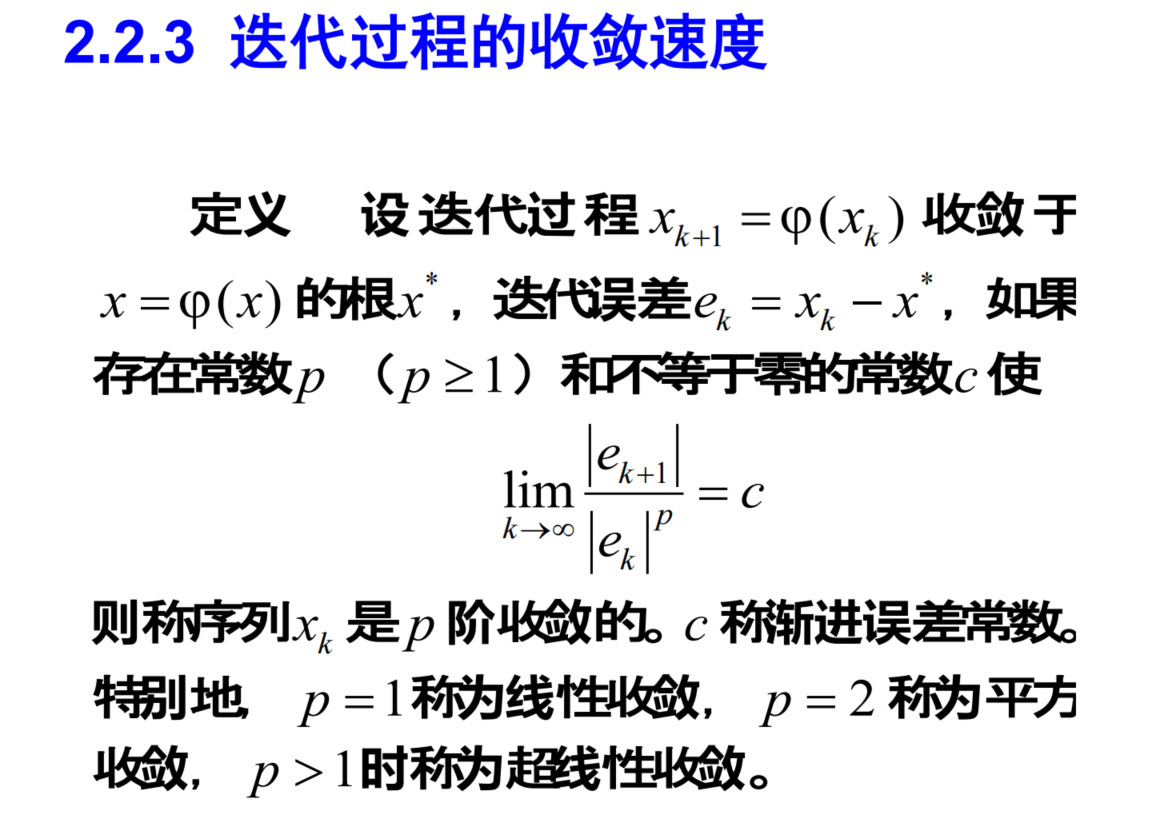 2.2.3 迭代过程的收敛速度
定义 设迭代过程 x_{k+1} = φ(x_k) 收敛于
x = φ(x) 的根x^*，迭代误差e_k = x_k − x^*，如果
存在常数p （p ≥ 1）和不等于零的常数c 使
lim_{k→∞} |e_{k+1}| / |e_k|^p = c
则称序列x_k 是p 阶收敛的。c 称渐进误差常数。
特别地， p = 1称为线性收敛， p = 2 称为平方
收敛， p > 1时称为超线性收敛。